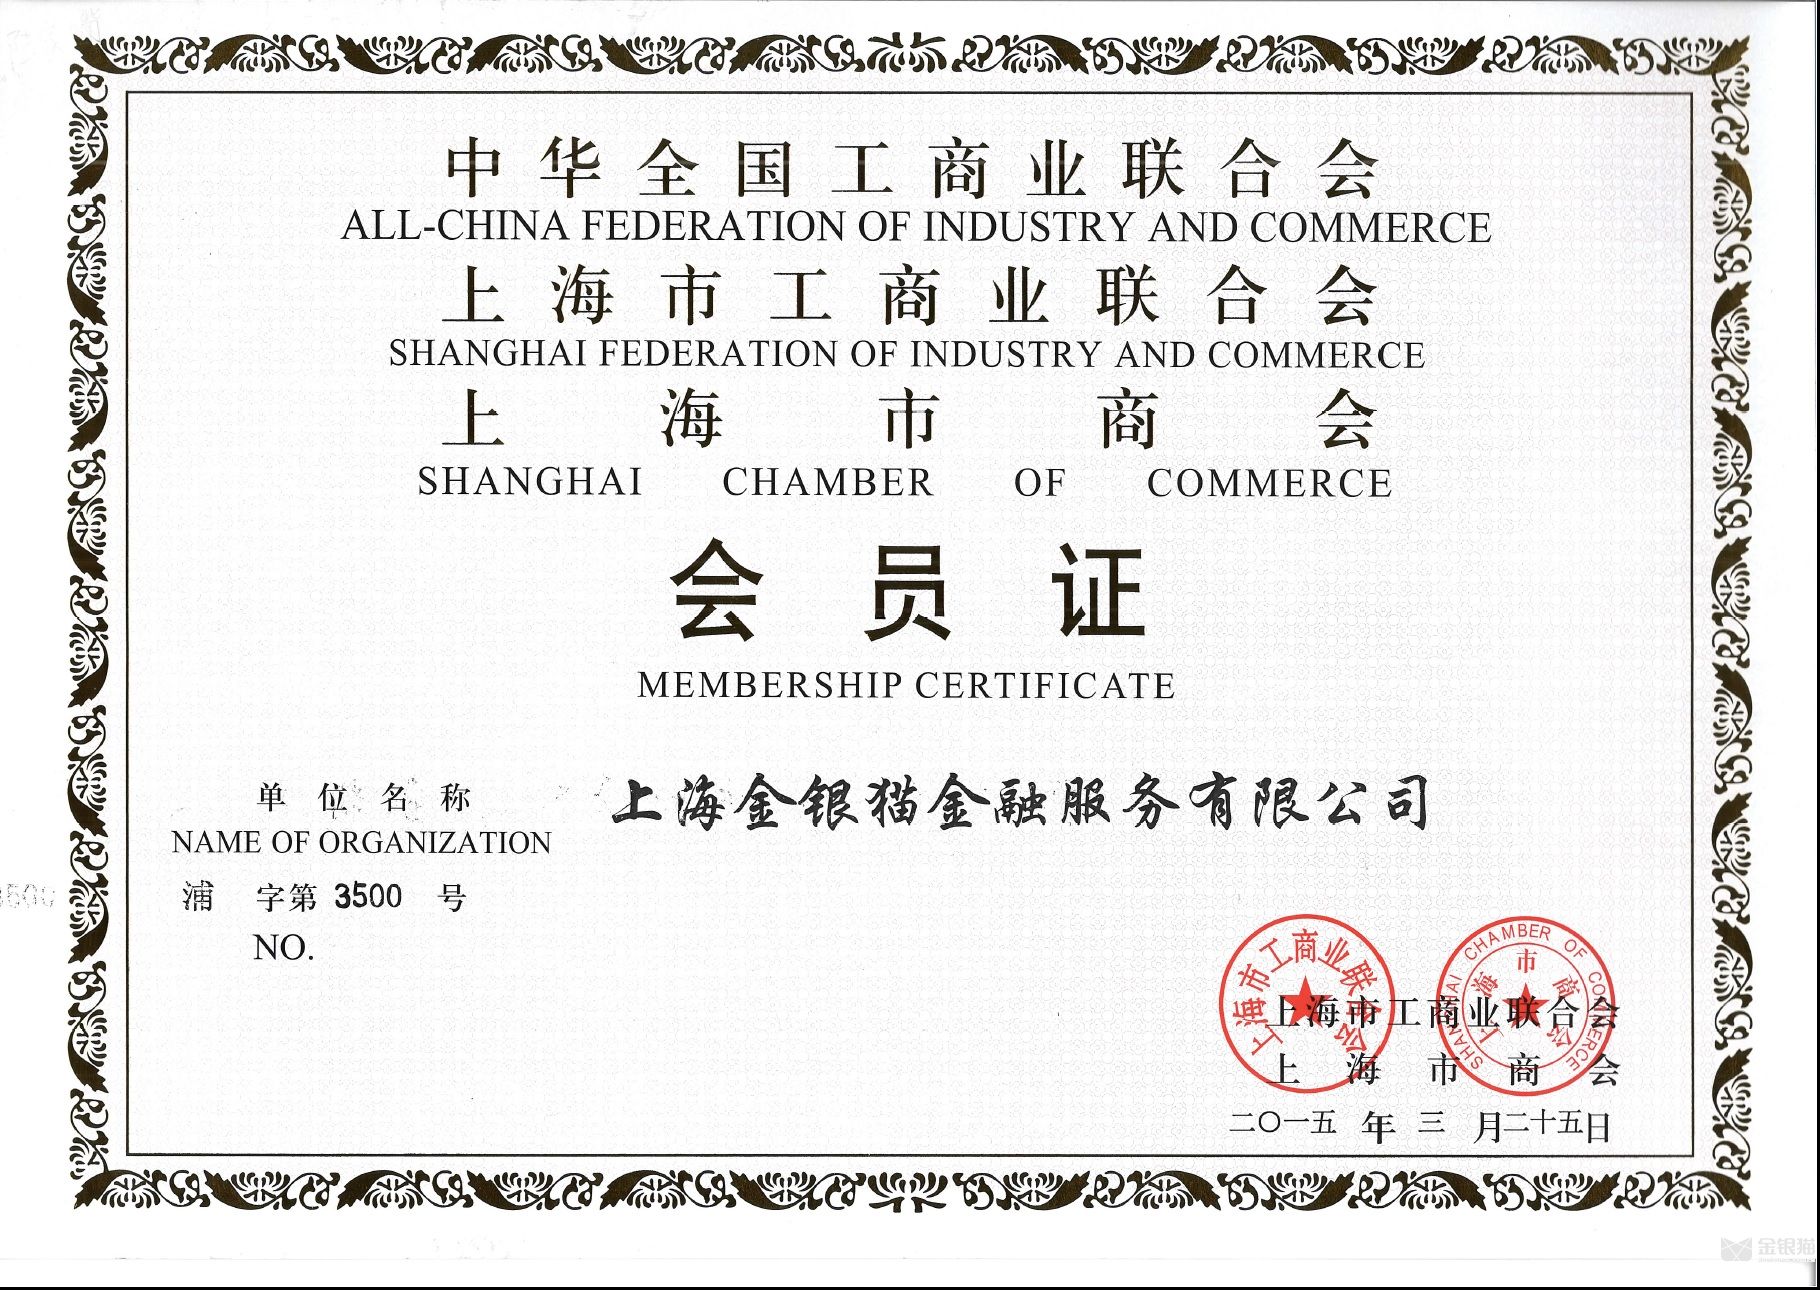 中华全国工商业联合会
ALL-CHINA FEDERATION OF INDUSTRY AND COMMERCE
上海市工商业联合会
SHANGHAI FEDERATION OF INDUSTRY AND COMMERCE
上海市商会
SHANGHAI CHAMBER OF COMMERCE
会员证
MEMBERSHIP CERTIFICATE
单位名称 上海金银猫金融服务有限公司
NAME OF ORGANIZATION
浦 字第 3500 号
NO.
上海市工商业联合会
SHANGHAI CHAMBER OF COMMERCE
上海市商会
上海市工商业联合会
上海市商会
二〇一五 年 三 月二十五日
金银猫